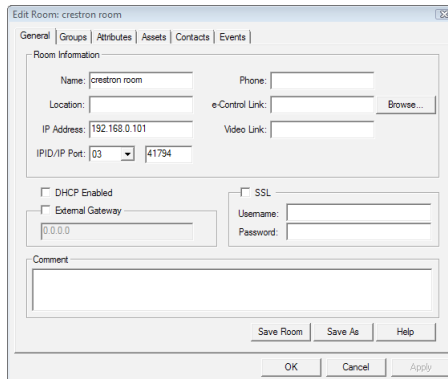 Edit Room: crestron room
General Groups Attributes Assets Contacts Events
Room Information
Name: crestron room Phone:
Location: e-Control Link: Browse...
IP Address: 192.168.0.101 Video Link:
IPID/IP Port: 03 41794
DHCP Enabled SSL
External Gateway Username:
0.0.0.0 Password:
Comment
Save Room Save As Help
OK Cancel Apply